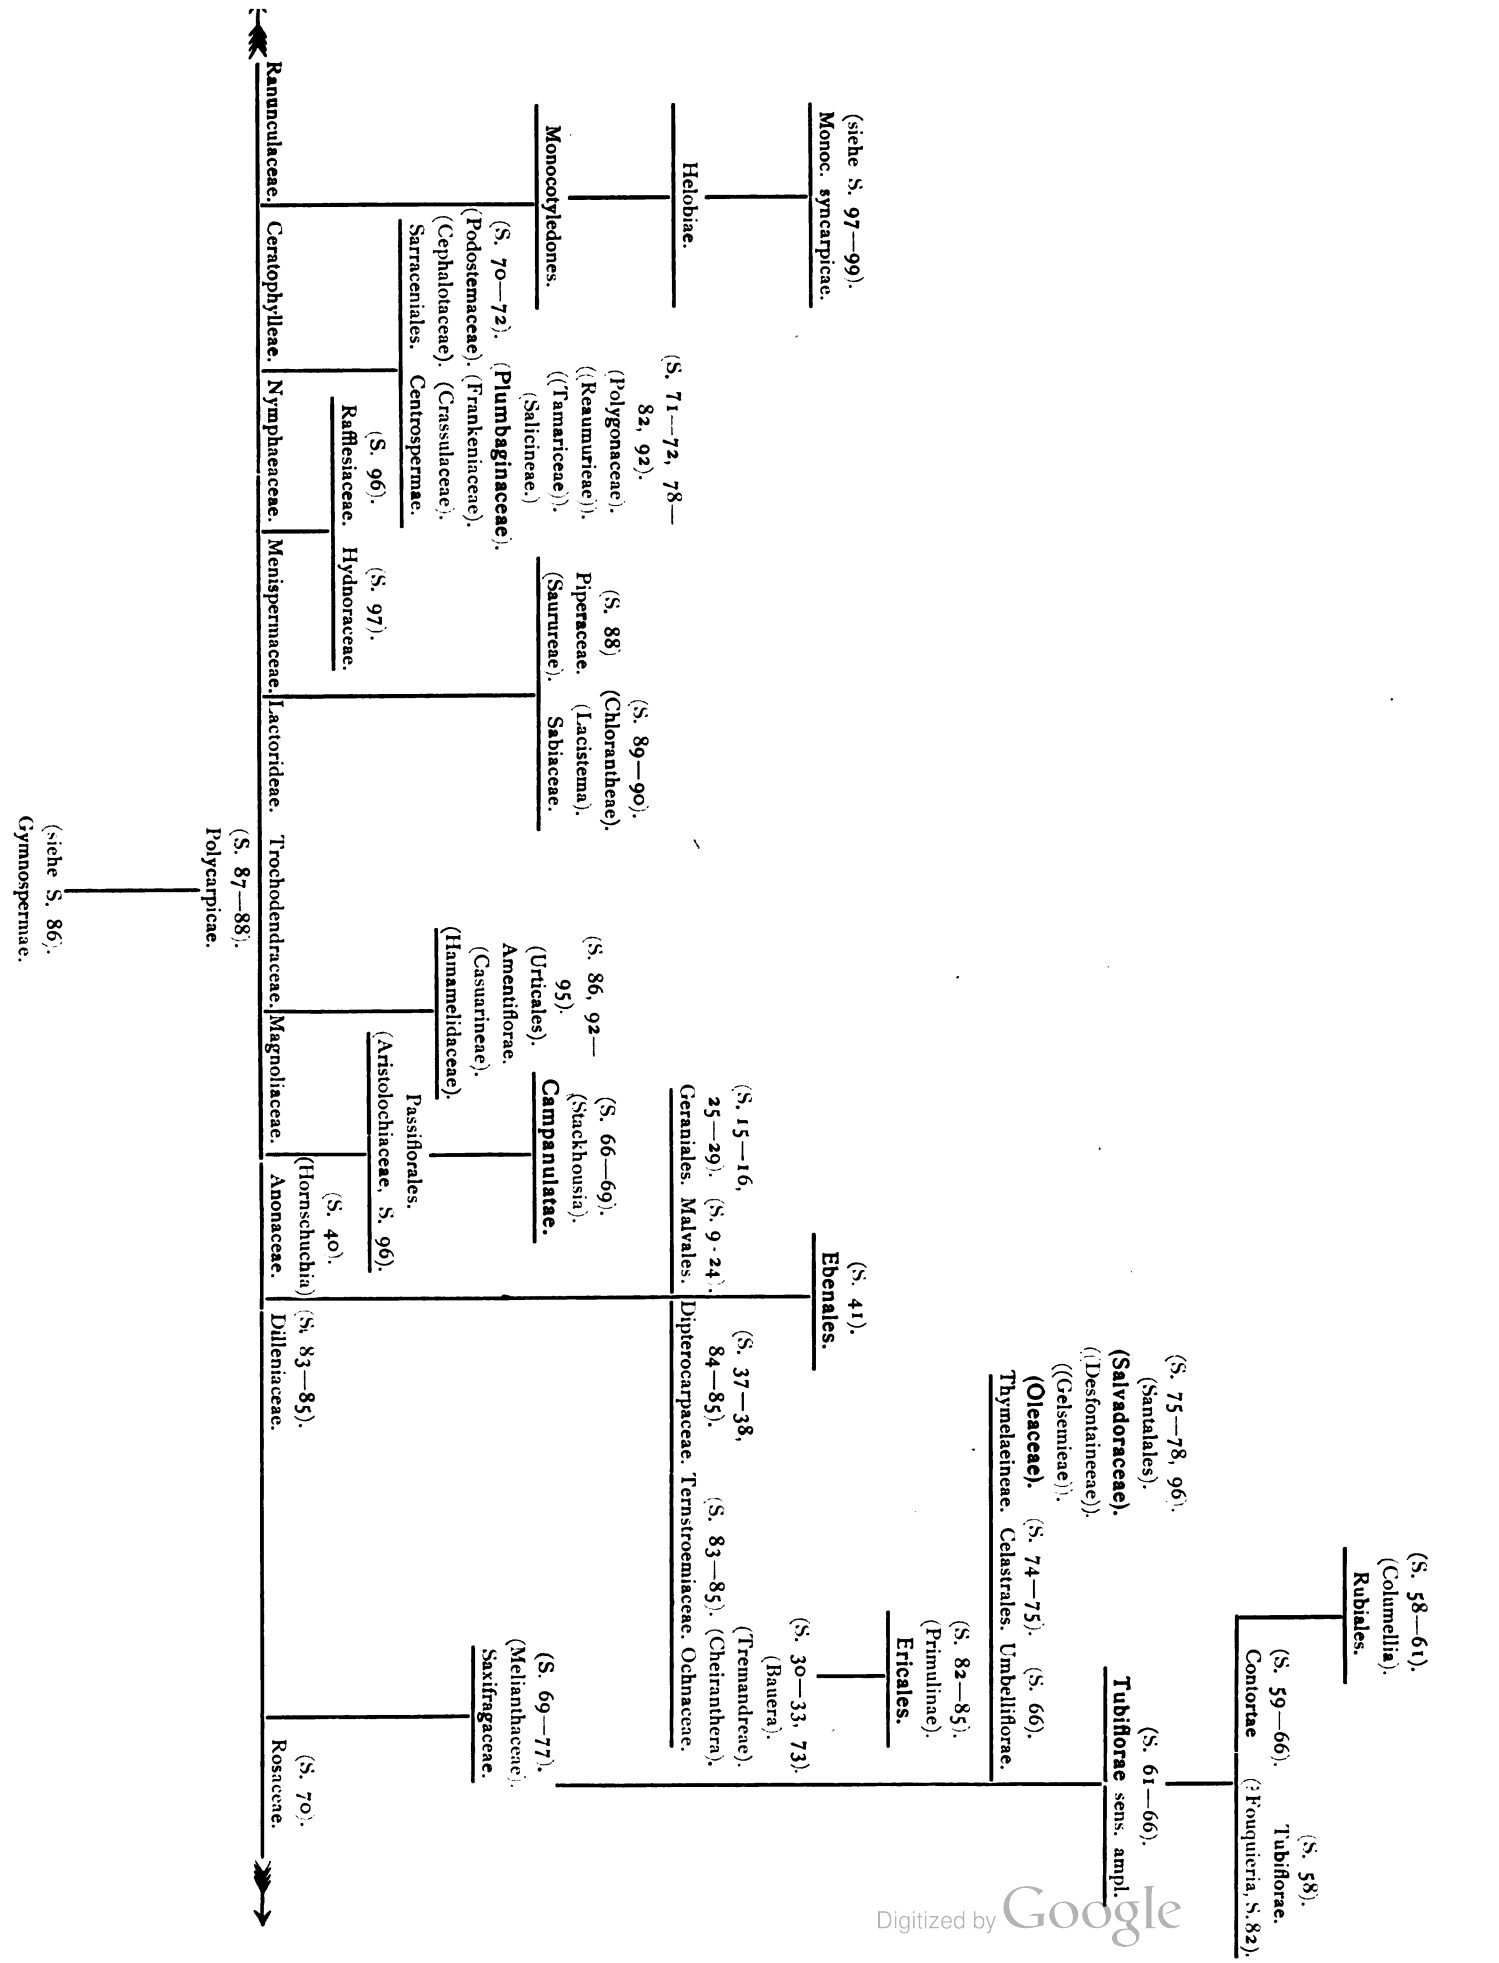 (S. 58—61).
(Columellia).
Rubiales.
(S. 59—66).
Contortae
(S. 58).
Tubiflorae.
(?Fouquieria, S. 82).
(S. 61—66).
Tubiflorae sens. ampl.
(S. 75—78, 96).
(Santalales).
(Salvadoraceae).
((Desfontaineeae)).
((Gelsemieae)).
(Oleaceae).
Thymelaeineae.
(S. 74—75).
Celastrales.
(S. 66).
Umbelliflorae.
(S. 82—85).
(Primulinae).
Ericales.
(siehe S. 97—99).
Monoc. syncarpicae.
(S. 41).
Ebenales.
(S. 30—33, 73).
(Bauera).
(Tremandreae).
(Cheiranthera).
Ochnaceae.
(S. 83—85).
Ternstroemiaceae.
(S. 37—38,
84—85).
Dipterocarpaceae.
(S. 9·24).
Malvales.
(S. 15—16,
25—29).
Geraniales.
Helobiae.
Monocotyledones.
(S. 71—72, 78—
82, 92).
(Polygonaceae).
((Reaumurieae)).
((Tamariceae)).
(Salicineae.)
(Plumbaginaceae).
(Frankeniaceae).
(Crassulaceae).
Centrospermae.
(S. 70—72).
(Podostemaceae).
(Cephalotaceae).
Sarraceniales.
(S. 88)
Piperaceae.
(Saurureae).
(S. 89—90).
(Chlorantheae).
(Lacistema).
Sabiaceae.
(S. 86, 92—
95).
(Urticales).
Amentiflorae.
(Casuarineae).
(Hamamelidaceae).
(S. 66—69).
(Stackhousia).
Campanulatae.
Passiflorales.
(Aristolochiaceae, S. 96).
(S. 69—77).
(Melianthaceae).
Saxifragaceae.
(S. 96).
Rafflesiaceae.
(S. 97).
Hydnoraceae.
(S. 40).
(Hornschuchia)
(S. 83—85).
(S. 70).
Ranunculaceae. Ceratophylleae. Nymphaeaceae. Menispermaceae. Lactorideae. Trochodendraceae. Magnoliaceae. Anonaceae. Dilleniaceae. Rosaceae.
(S. 87—88).
Polycarpicae.
(siehe S. 86).
Gymnospermae.
Digitized by Google